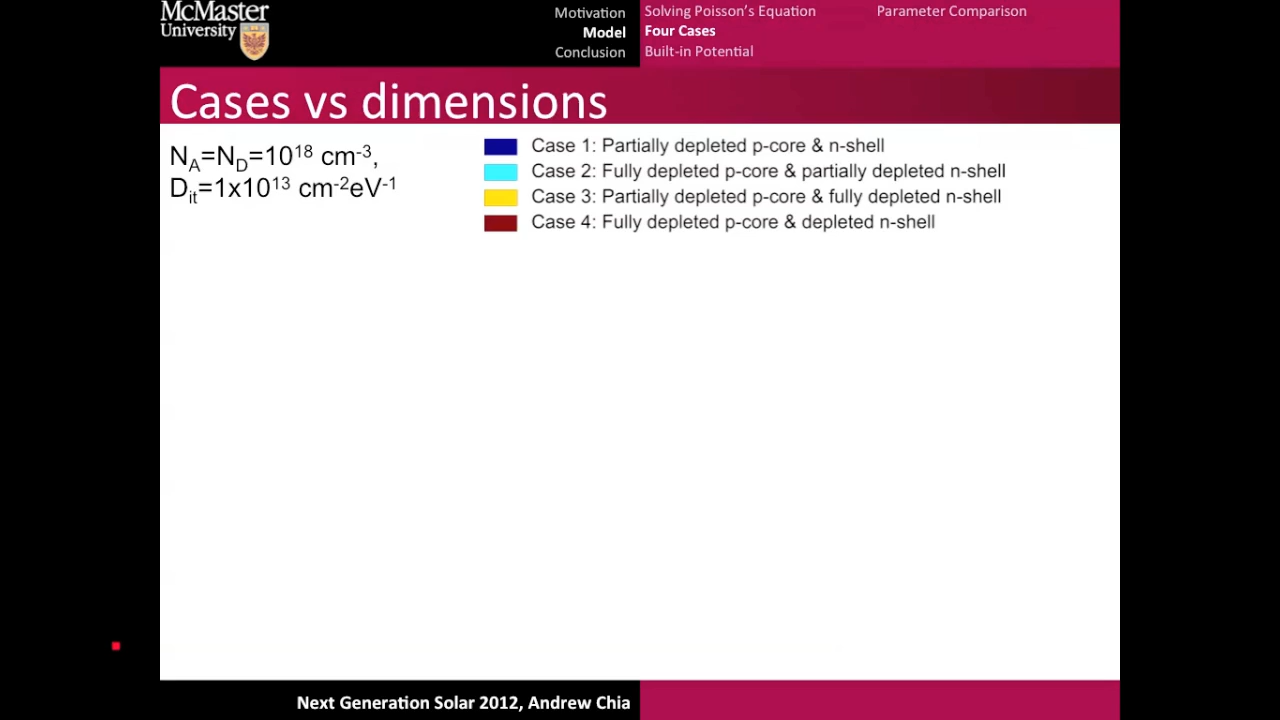 McMaster
University
Motivation
Model
Conclusion
Solving Poisson's Equation
Four Cases
Built-in Potential
Parameter Comparison
Cases vs dimensions
N_A=N_D=10^18 cm^-3,
D_it=1x10^13 cm^-2eV^-1
Case 1: Partially depleted p-core & n-shell
Case 2: Fully depleted p-core & partially depleted n-shell
Case 3: Partially depleted p-core & fully depleted n-shell
Case 4: Fully depleted p-core & depleted n-shell
Next Generation Solar 2012, Andrew Chia